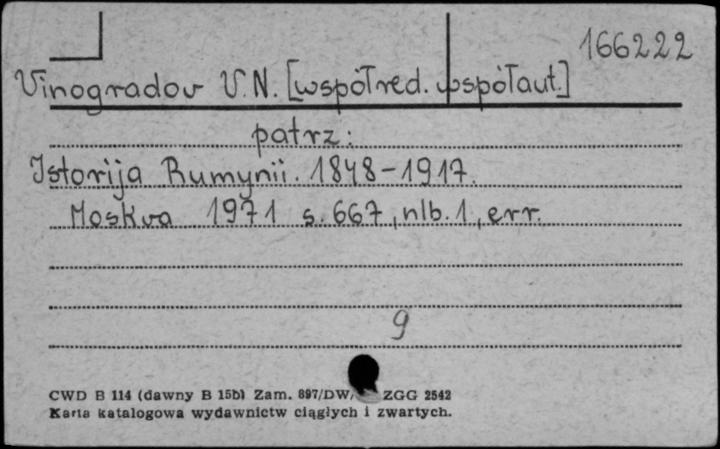 166222
Vinogradov V.N. [współred. współaut.]
patrz:
Istorija Rumynii. 1848-1917.
Moskva 1971 s. 667, nlb. 1, err.
9
CWD B 114 (dawny B 15b) Zam. 897/DW/ ZGG 2542
Karta katalogowa wydawnictw ciągłych i zwartych.